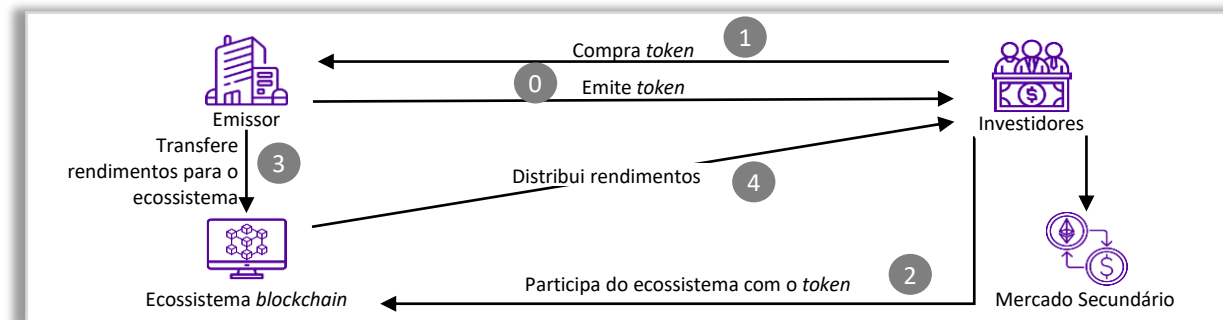 Compra token 1
0 Emite token
Emissor
Investidores
Transfere
rendimentos para o
ecossistema
3
Distribui rendimentos 4
Participa do ecossistema com o token 2
Ecossistema blockchain
Mercado Secundário